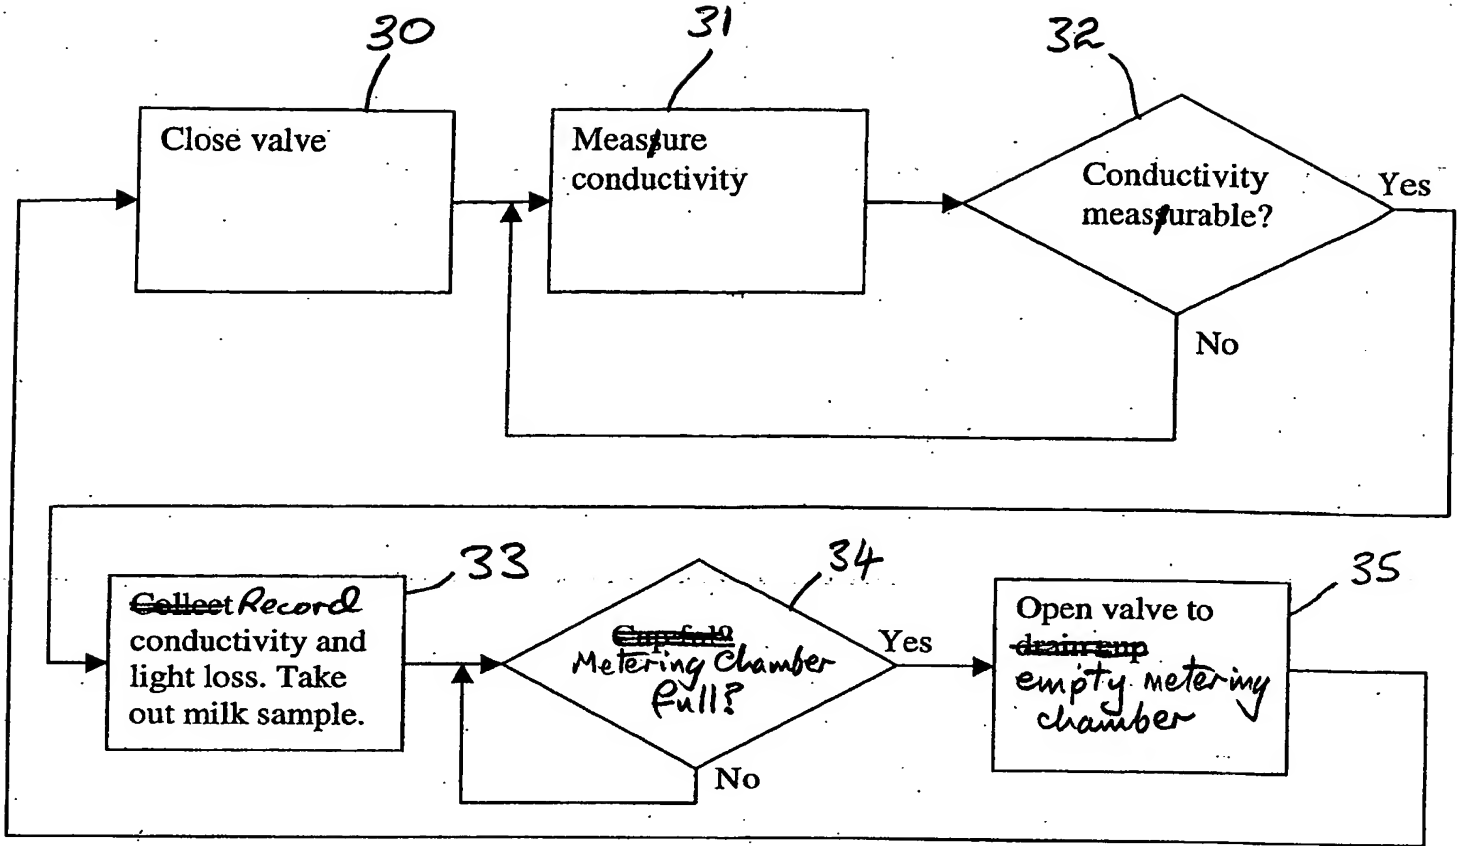 30
31
32
Close valve
Measure
conductivity
Conductivity
measurable?
Yes
No
33
34
35
Collect Record
conductivity and
light loss. Take
out milk sample.
Cup full?
Metering Chamber
full?
Yes
No
Open valve to
drain cup
empty metering
chamber